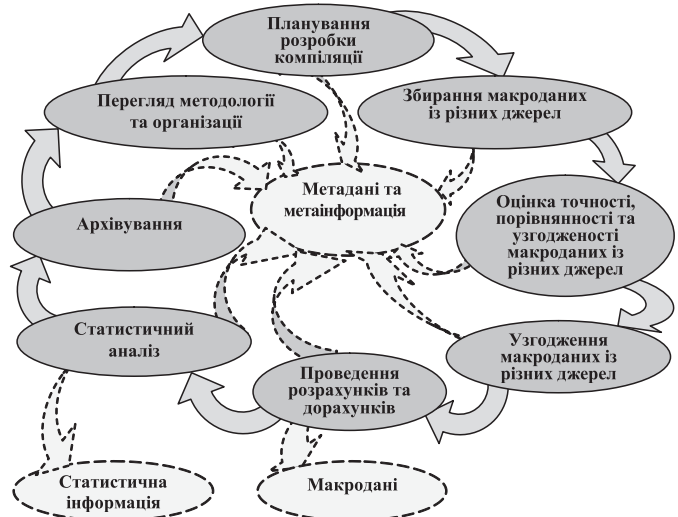 Планування
розробки
компіляції
Перегляд методології
та організації
Збирання макроданих
із різних джерел
Метадані та
метаінформація
Архівування
Оцінка точності,
порівнянності та
узгодженості
макроданих із
різних джерел
Статистичний
аналіз
Узгодження
макроданих із
різних джерел
Проведення
розрахунків та
дорахунків
Статистична
інформація
Макродані